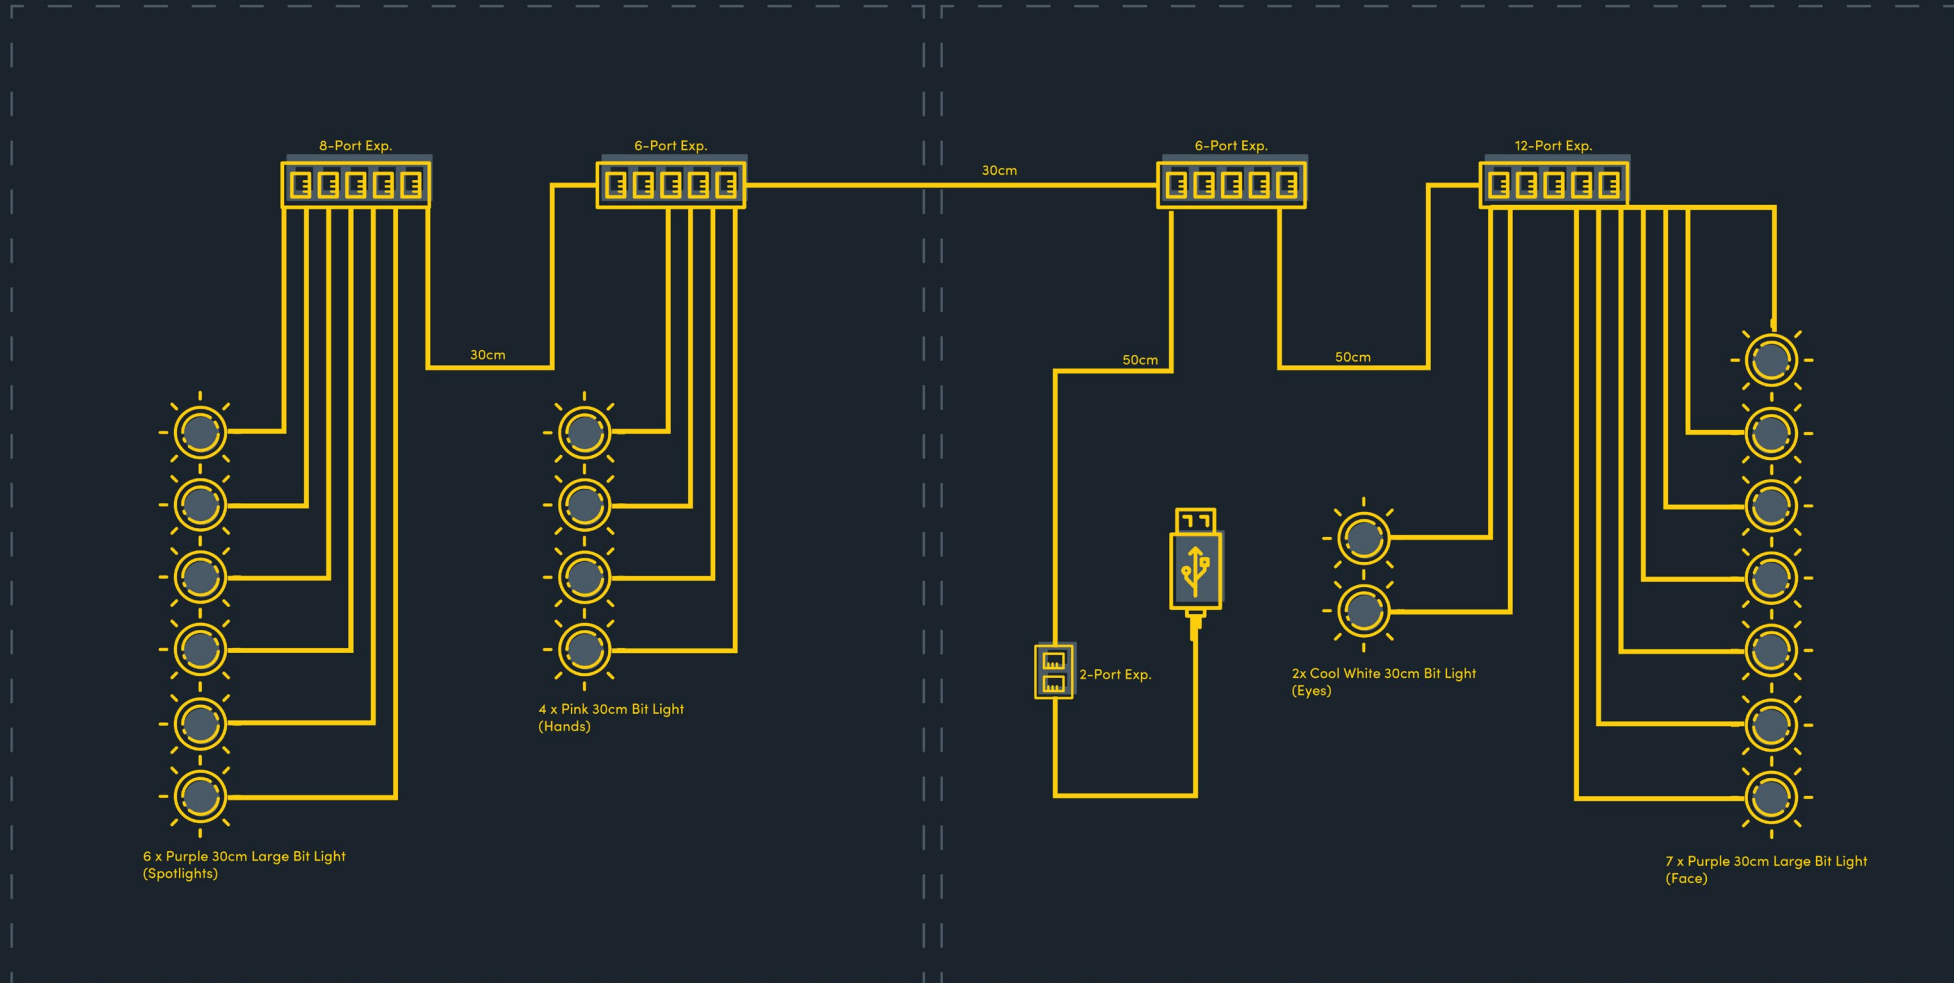 8-Port Exp.
6-Port Exp.
6-Port Exp.
12-Port Exp.
30cm
30cm
50cm
50cm
2-Port Exp.
2x Cool White 30cm Bit Light
(Eyes)
4 x Pink 30cm Bit Light
(Hands)
6 x Purple 30cm Large Bit Light
(Spotlights)
7 x Purple 30cm Large Bit Light
(Face)